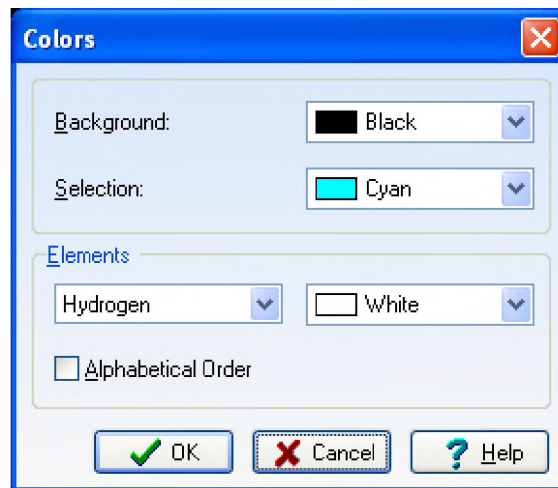 Colors
Background: Black
Selection: Cyan
Elements
Hydrogen White
Alphabetical Order
OK Cancel Help